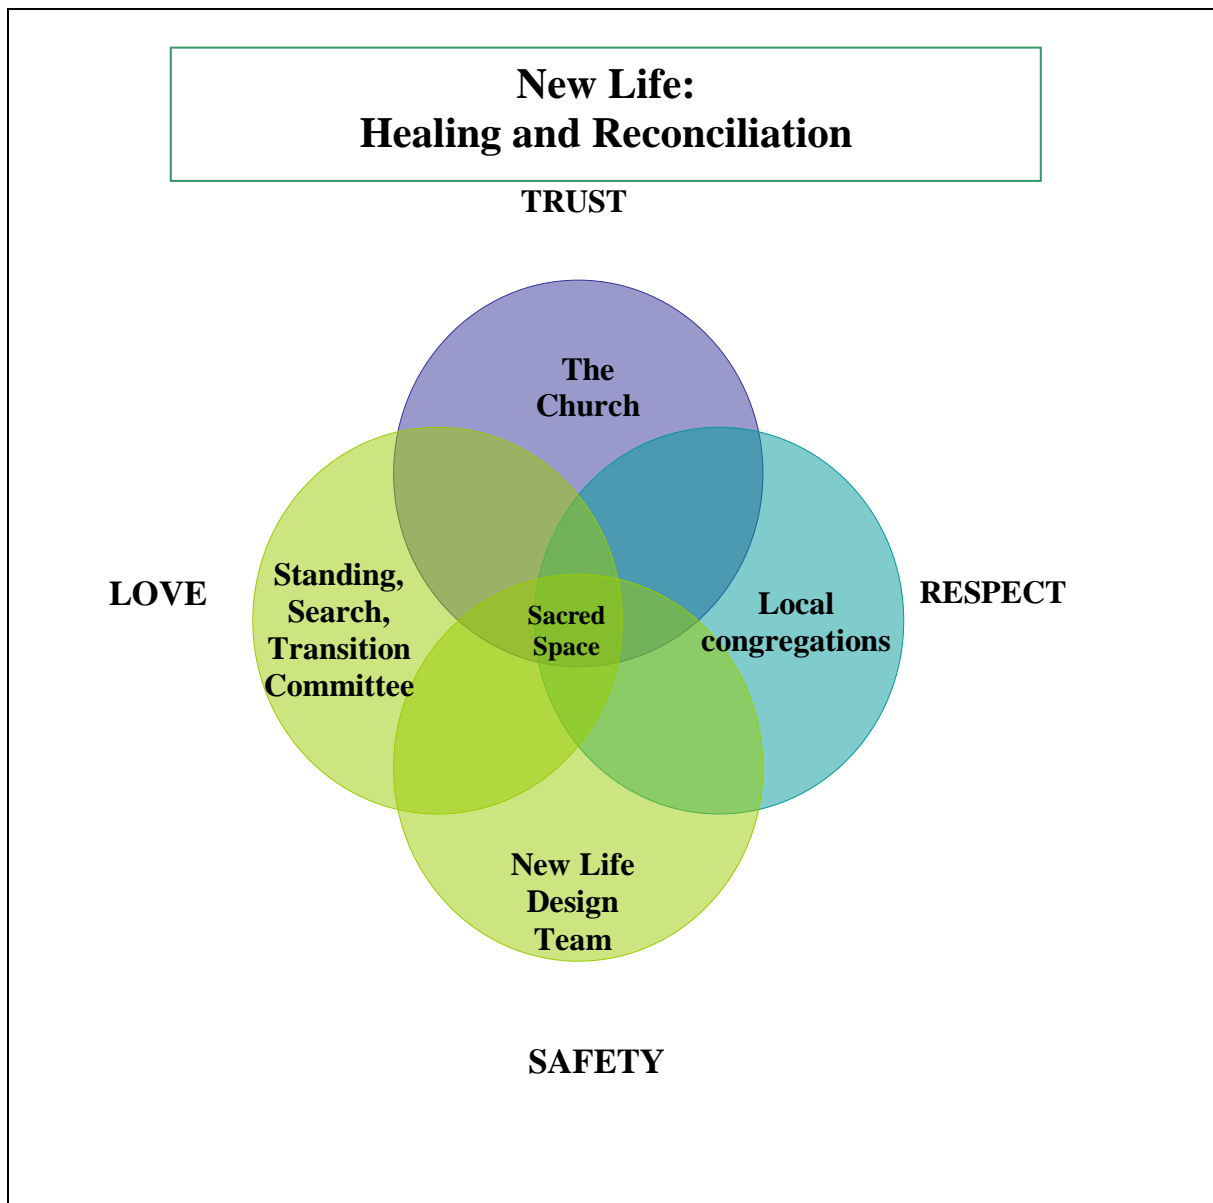 New Life:
Healing and Reconciliation
TRUST
The
Church
LOVE
Standing,
Search,
Transition
Committee
Sacred
Space
Local
congregations
RESPECT
New Life
Design
Team
SAFETY